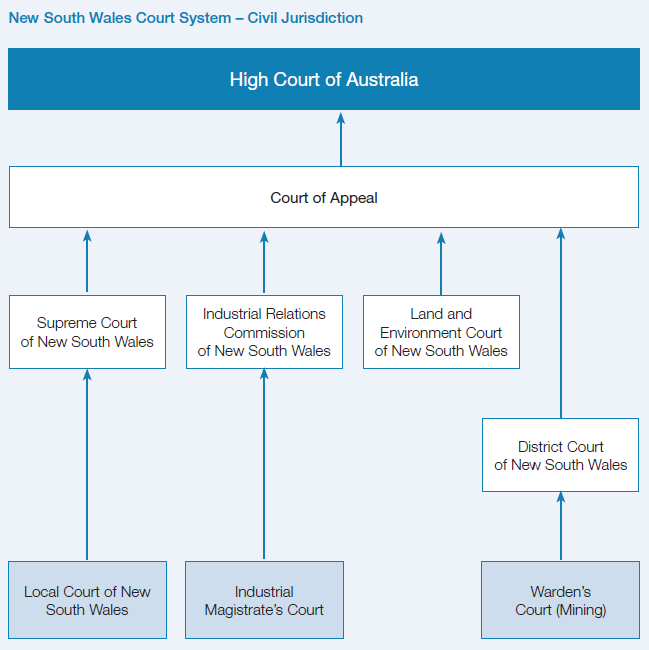 New South Wales Court System – Civil Jurisdiction
High Court of Australia
Court of Appeal
Supreme Court
of New South Wales
Industrial Relations
Commission
of New South Wales
Land and
Environment Court
of New South Wales
District Court
of New South Wales
Local Court of New
South Wales
Industrial
Magistrate’s Court
Warden’s
Court (Mining)